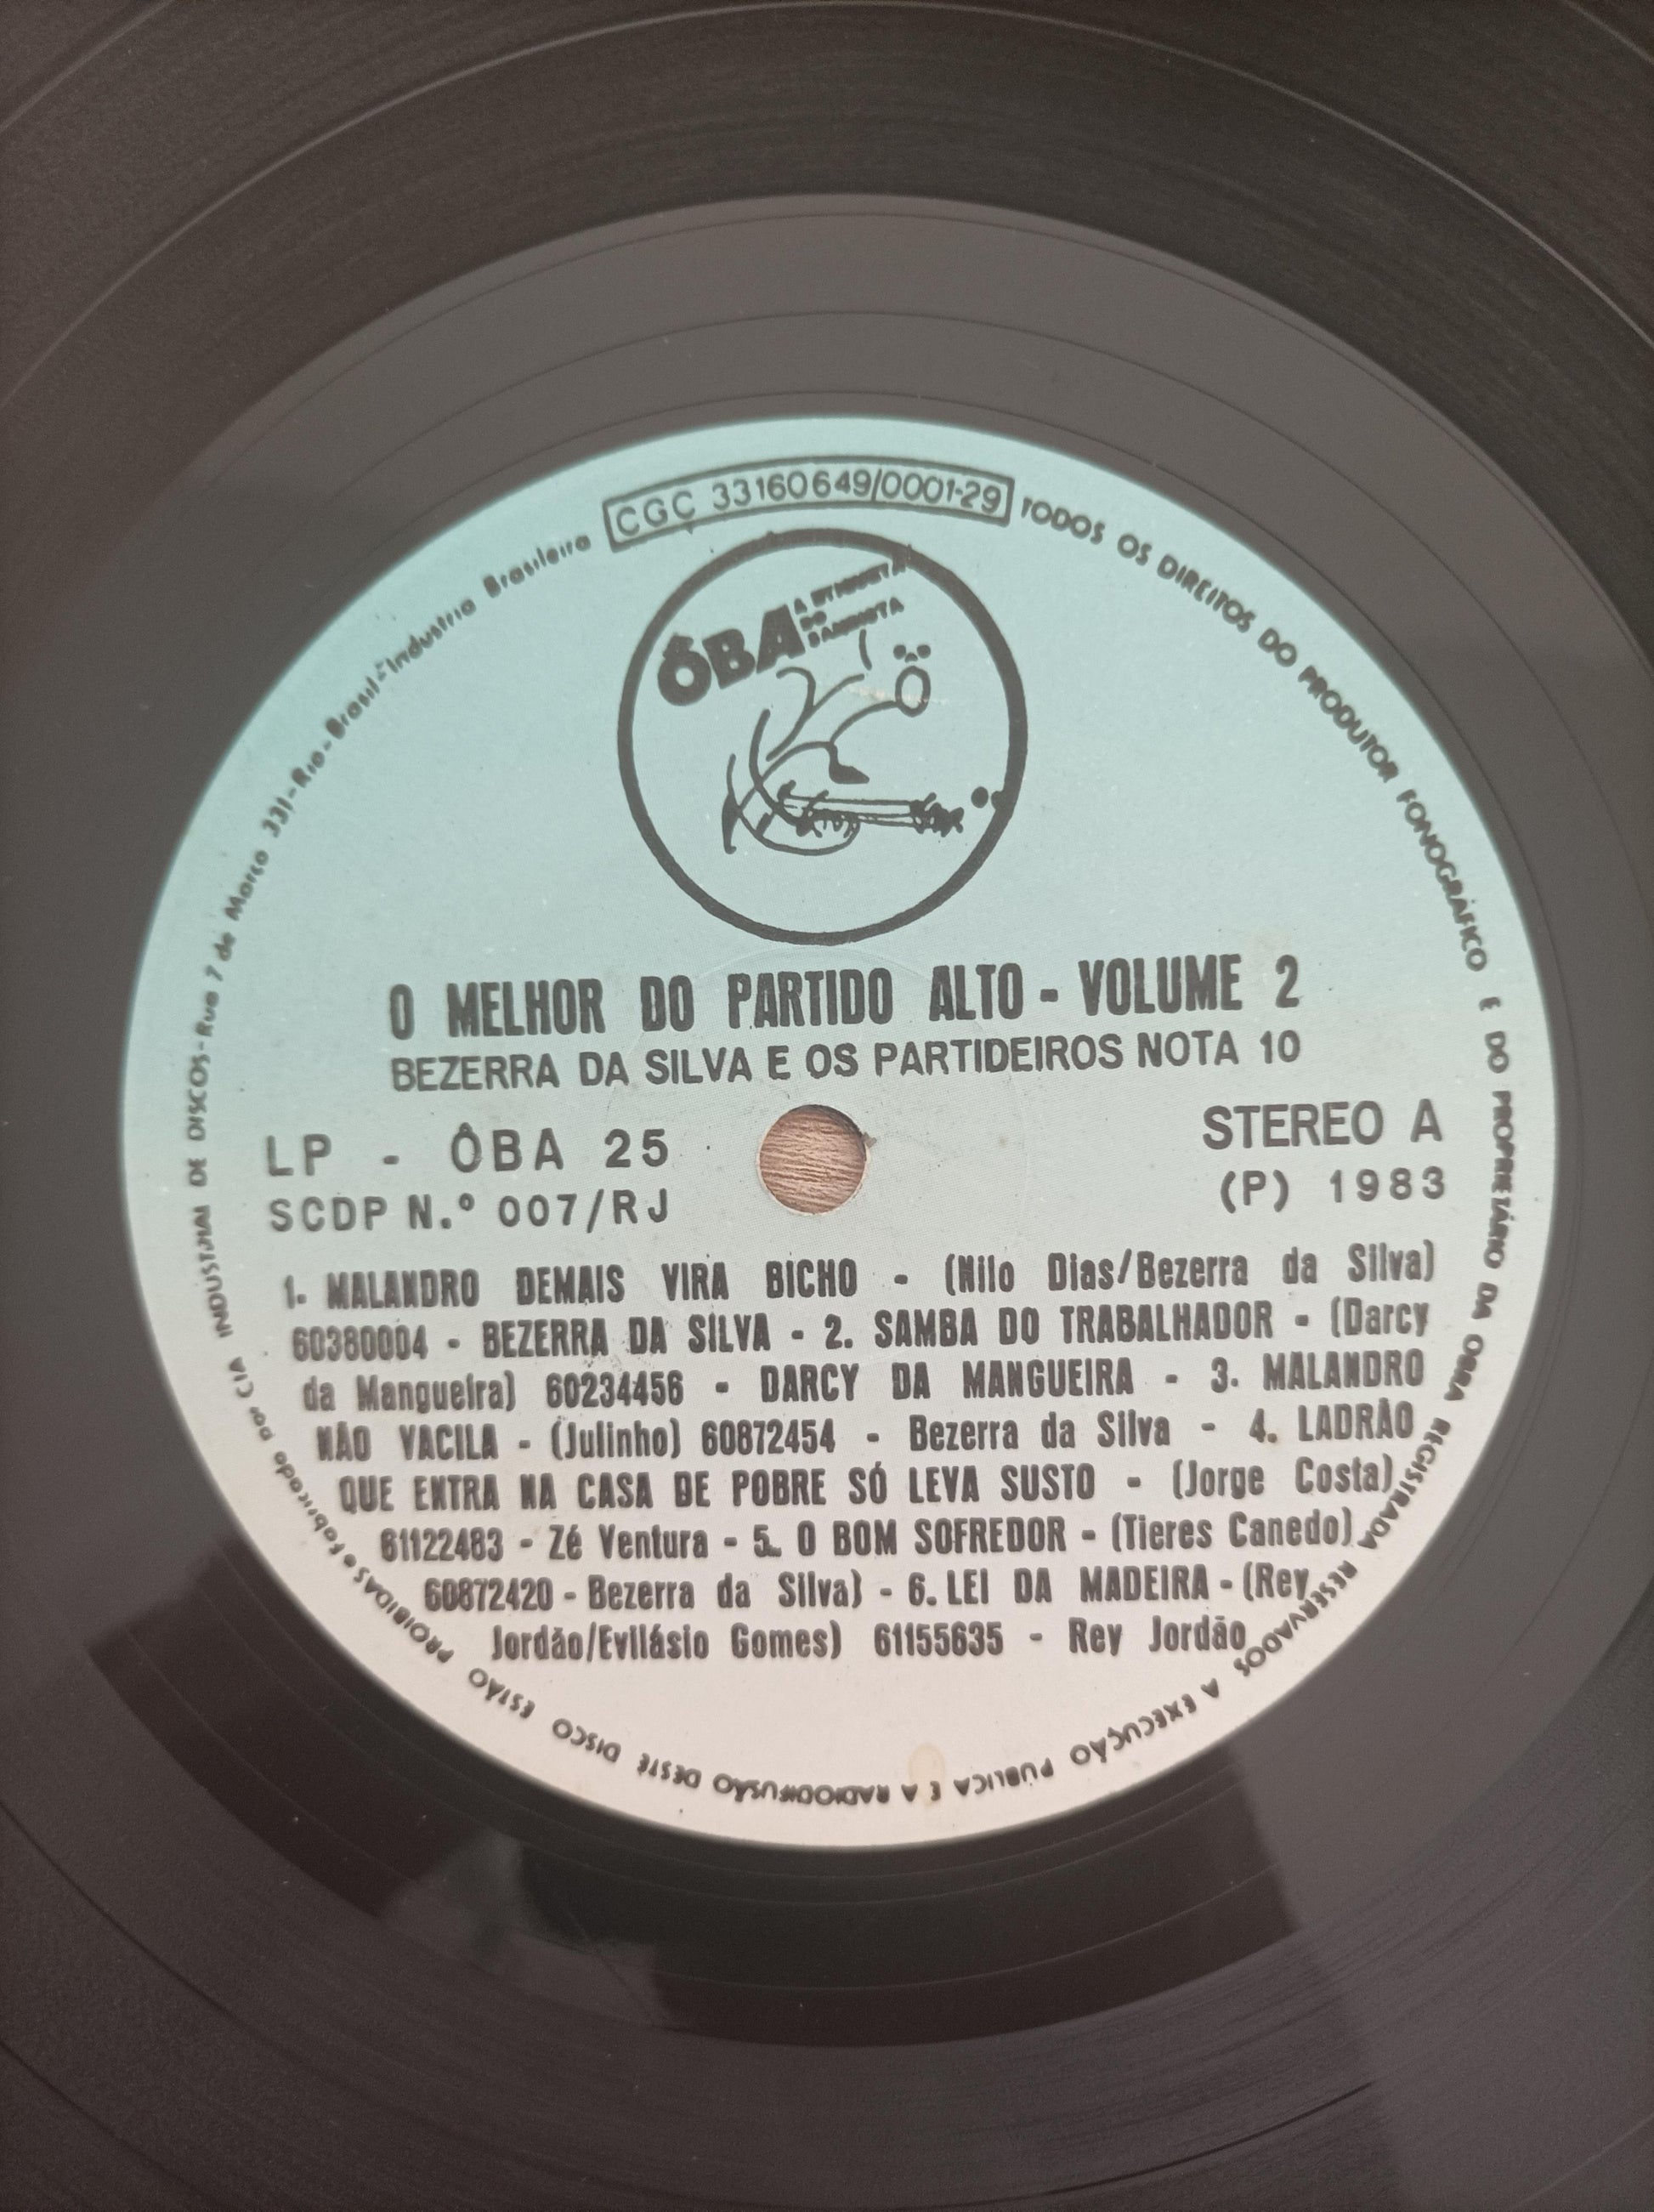 CGC 33160649/0001-29
TODOS OS DIREITOS DO PRODUTOR FONOGRÁFICO E DO PROPRIETÁRIO DA OBRA REGISTRADA RESERVADOS A EXECUÇÃO PUBLICA E A RADIODIFUSÃO DESTE DISCO ESTÃO PROIBIDAS • Fabricado por CIA INDUSTRIAL DE DISCOS - Rua 7 de Março 331 - Rio - Brasil - Industria Brasileira
ÔBA
A ETIQUETA
DO
SAMBISTA
O MELHOR DO PARTIDO ALTO - VOLUME 2
BEZERRA DA SILVA E OS PARTIDEIROS NOTA 10
LP - ÔBA 25
STEREO A
SCDP N.º 007/RJ
(P) 1983
1. MALANDRO DEMAIS VIRA BICHO - (Nilo Dias/Bezerra da Silva)
60380004 - BEZERRA DA SILVA - 2. SAMBA DO TRABALHADOR - (Darcy
da Mangueira) 60234456 - DARCY DA MANGUEIRA - 3. MALANDRO
NÃO VACILA - (Julinho) 60872454 - Bezerra da Silva - 4. LADRÃO
QUE ENTRA NA CASA DE POBRE SÓ LEVA SUSTO - (Jorge Costa)
61122483 - Zé Ventura - 5. O BOM SOFREDOR - (Tieres Canedo)
60872420 - Bezerra da Silva) - 6. LEI DA MADEIRA - (Rey
Jordão/Evilásio Gomes) 61155635 - Rey Jordão